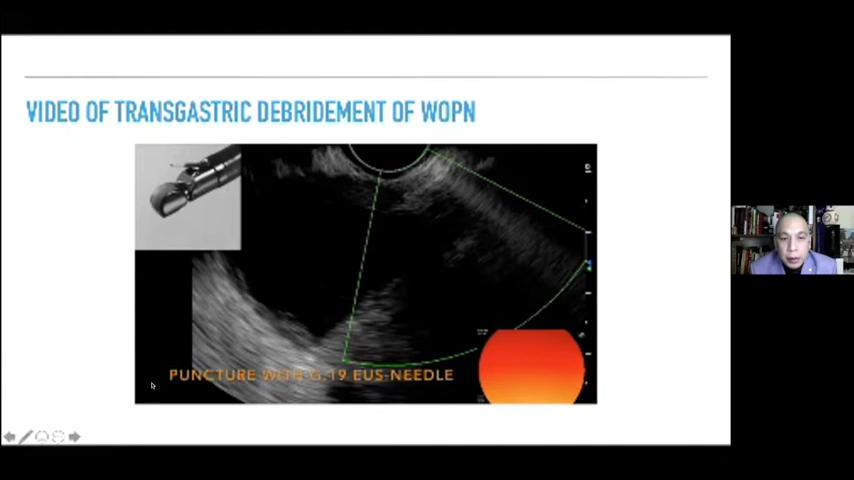 VIDEO OF TRANSGASTRIC DEBRIDEMENT OF WOPN
PUNCTURE WITH G.19 EUS-NEEDLE